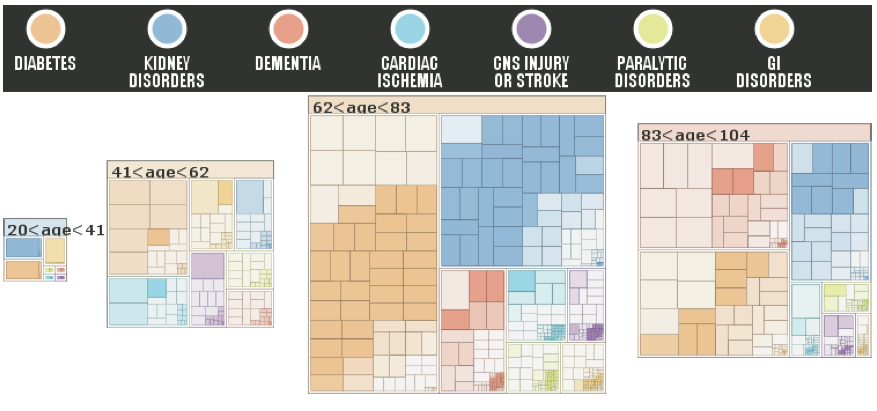 DIABETES
KIDNEY
DISORDERS
DEMENTIA
CARDIAC
ISCHEMIA
CNS INJURY
OR STROKE
PARALYTIC
DISORDERS
GI
DISORDERS
20<age<41
41<age<62
62<age<83
83<age<104